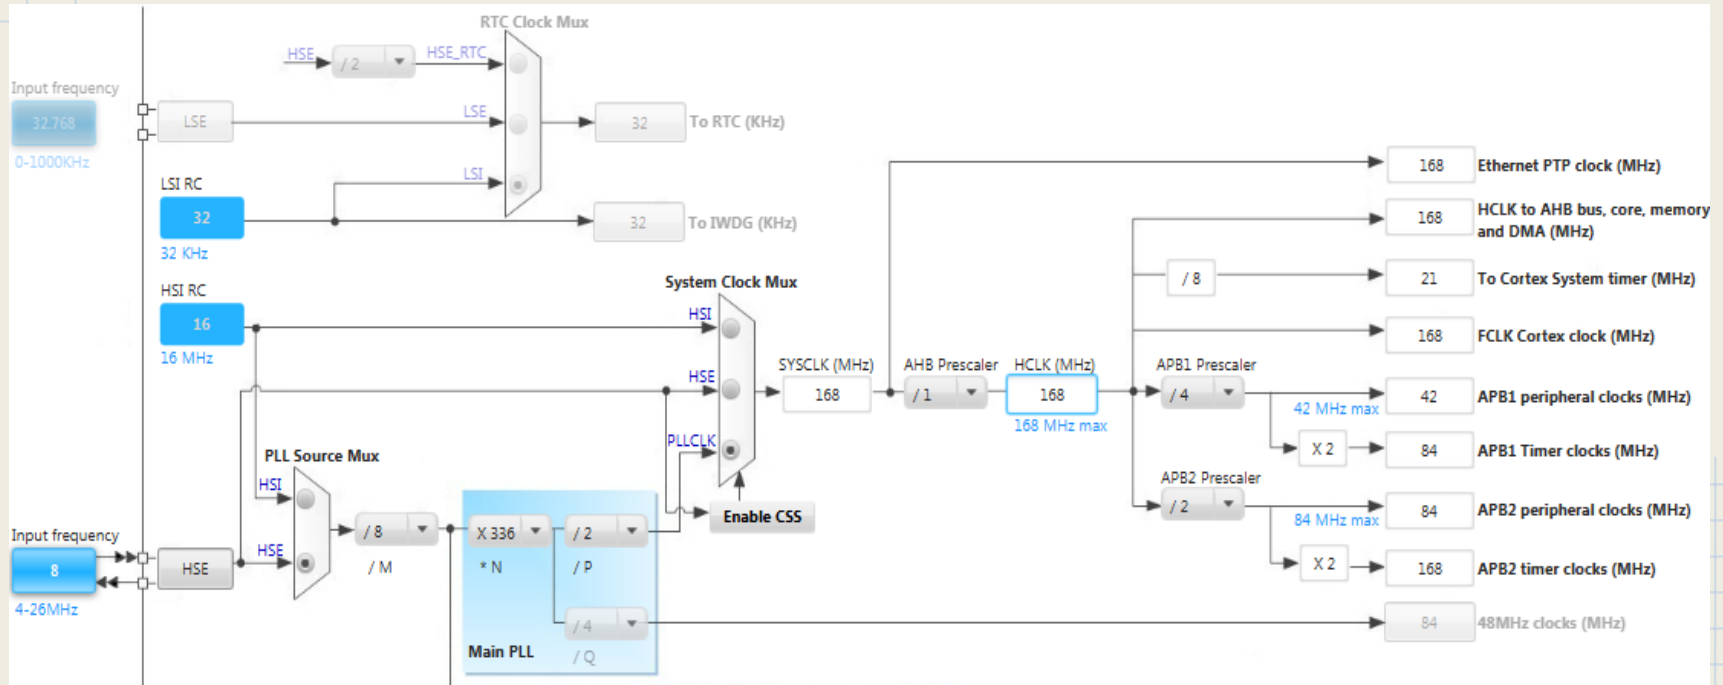 RTC Clock Mux
HSE
/ 2
HSE_RTC
Input frequency
32.768
0-1000KHz
LSE
LSE
32
To RTC (KHz)
LSI RC
LSI
32
32 KHz
32
To IWDG (KHz)
168
Ethernet PTP clock (MHz)
168
HCLK to AHB bus, core, memory
and DMA (MHz)
/ 8
21
To Cortex System timer (MHz)
168
FCLK Cortex clock (MHz)
HSI RC
16
16 MHz
System Clock Mux
HSI
HSE
PLLCLK
SYSCLK (MHz)
168
AHB Prescaler
/ 1
HCLK (MHz)
168
168 MHz max
APB1 Prescaler
/ 4
42 MHz max
42
APB1 peripheral clocks (MHz)
X 2
84
APB1 Timer clocks (MHz)
APB2 Prescaler
/ 2
84 MHz max
84
APB2 peripheral clocks (MHz)
X 2
168
APB2 timer clocks (MHz)
PLL Source Mux
HSI
HSE
Enable CSS
Input frequency
8
4-26MHz
HSE
/ 8
/ M
X 336
* N
/ 2
/ P
/ 4
/ Q
Main PLL
84
48MHz clocks (MHz)